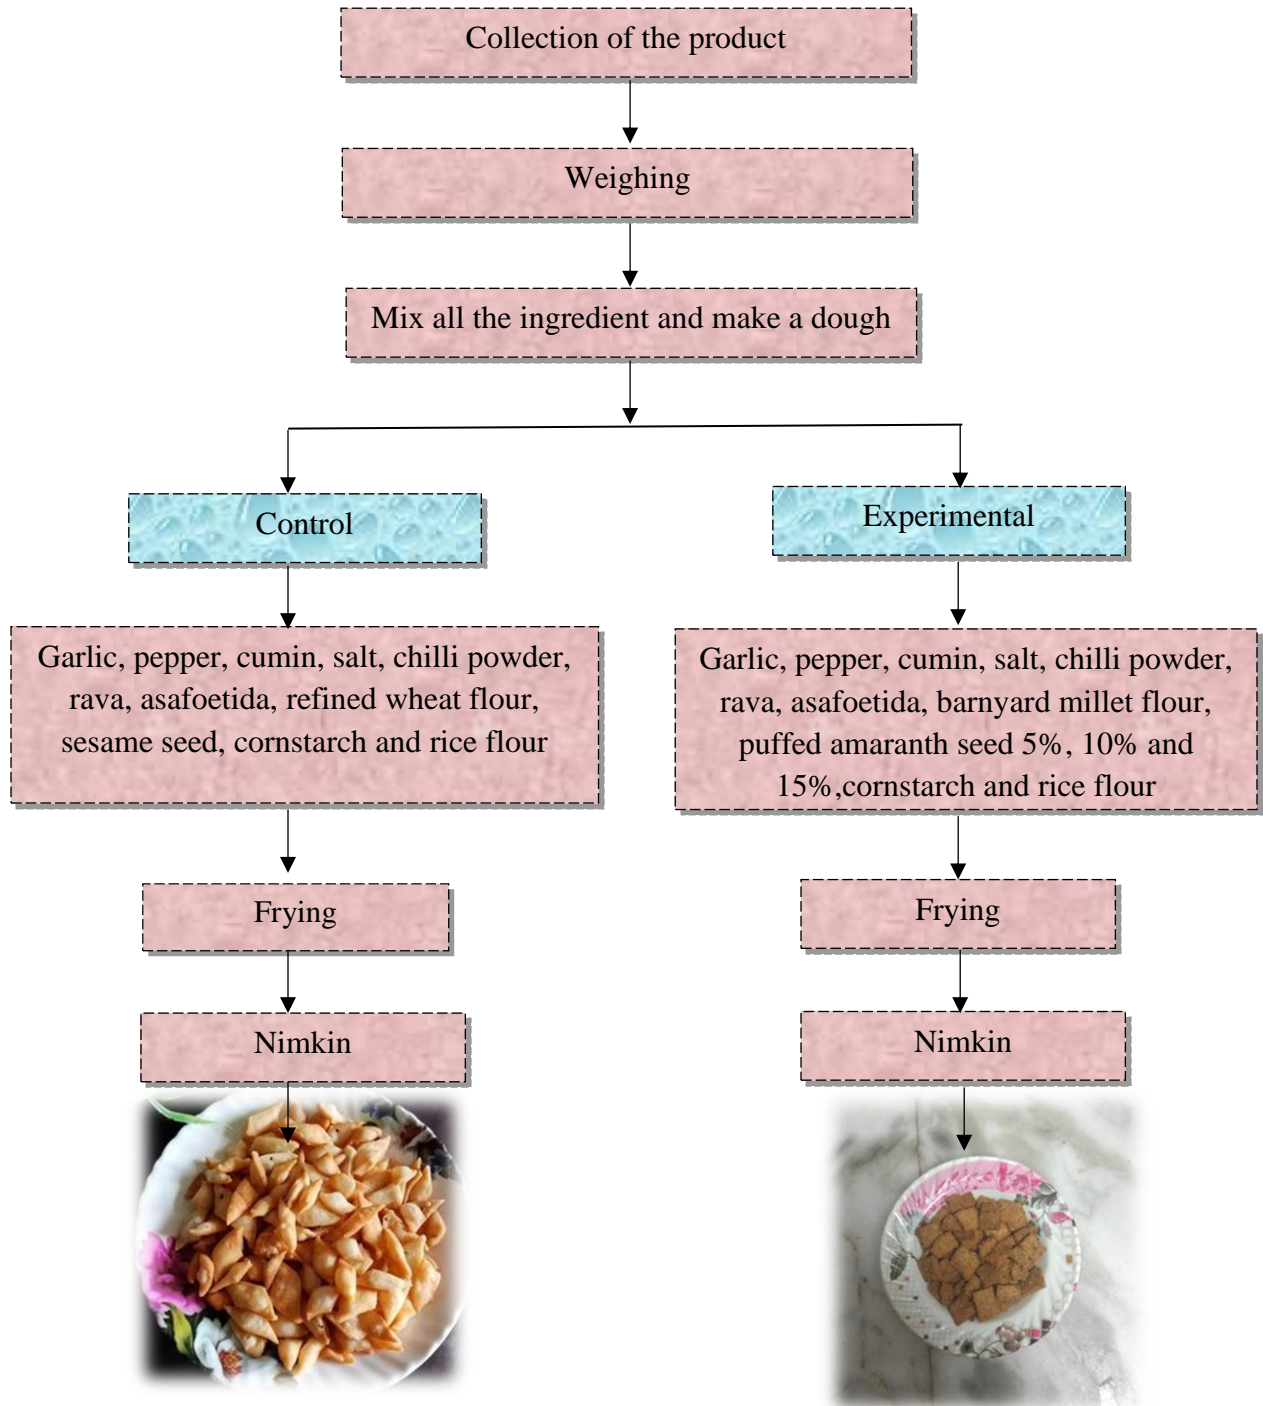 Collection of the product
Weighing
Mix all the ingredient and make a dough
Control
Experimental
Garlic, pepper, cumin, salt, chilli powder,
rava, asafoetida, refined wheat flour,
sesame seed, cornstarch and rice flour
Garlic, pepper, cumin, salt, chilli powder,
rava, asafoetida, barnyard millet flour,
puffed amaranth seed 5%, 10% and
15%,cornstarch and rice flour
Frying
Frying
Nimkin
Nimkin